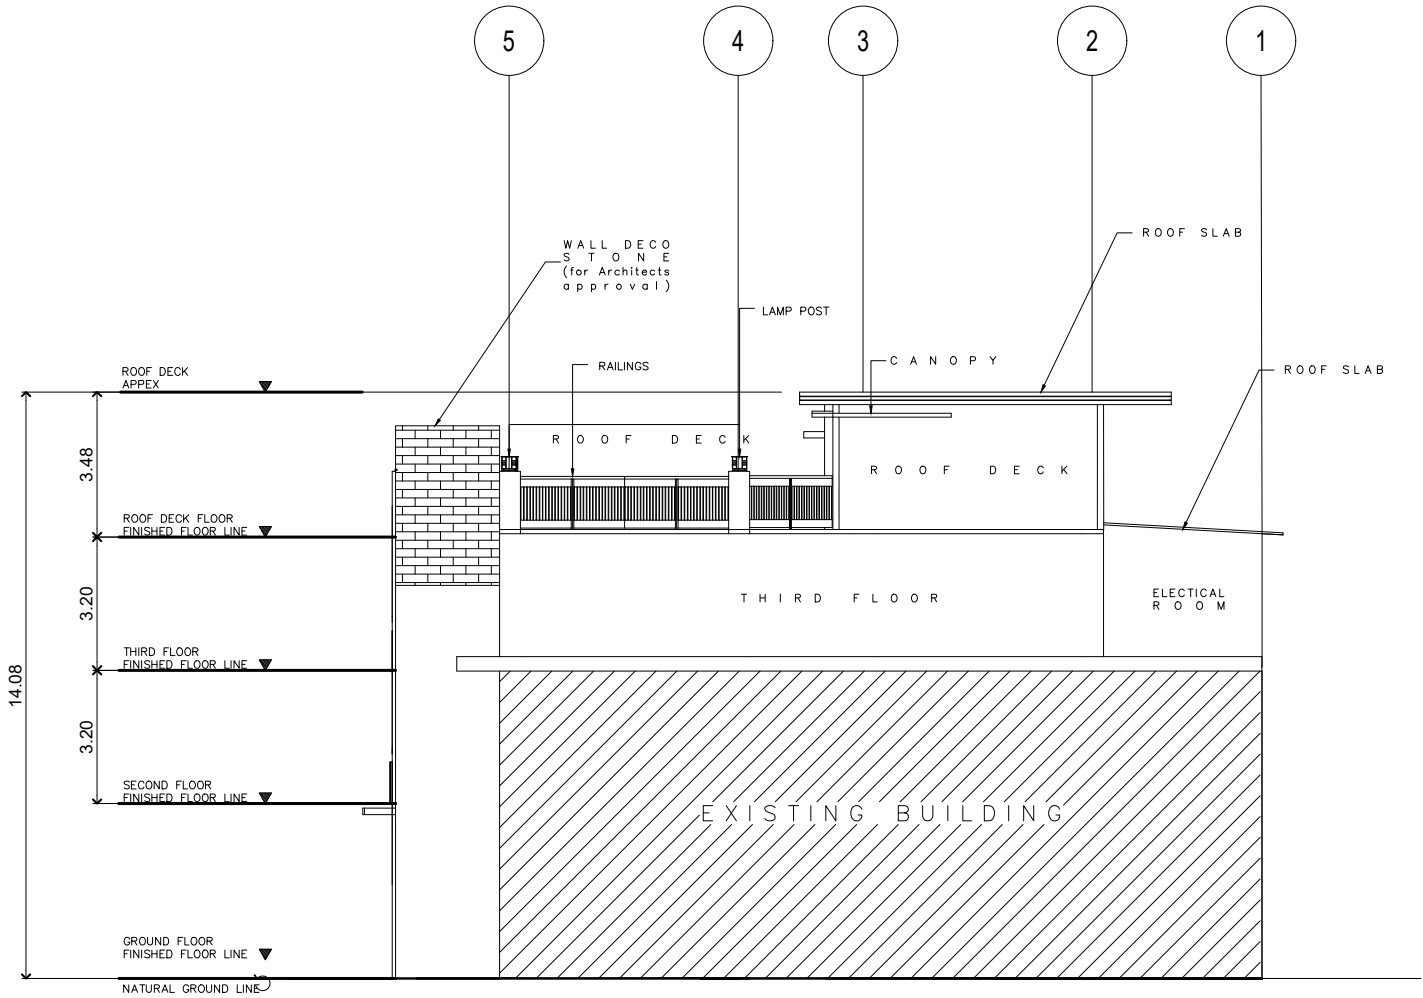 5
4
3
2
1
ROOF SLAB
WALL DECO
STONE
(for Architects
approval)
LAMP POST
RAILINGS
CANOPY
ROOF SLAB
ROOF DECK
APPEX
ROOF DECK
ROOF DECK
3.48
ROOF DECK FLOOR
FINISHED FLOOR LINE
3.20
THIRD FLOOR
ELECTICAL
ROOM
THIRD FLOOR
FINISHED FLOOR LINE
14.08
3.20
SECOND FLOOR
FINISHED FLOOR LINE
EXISTING BUILDING
GROUND FLOOR
FINISHED FLOOR LINE
NATURAL GROUND LINE